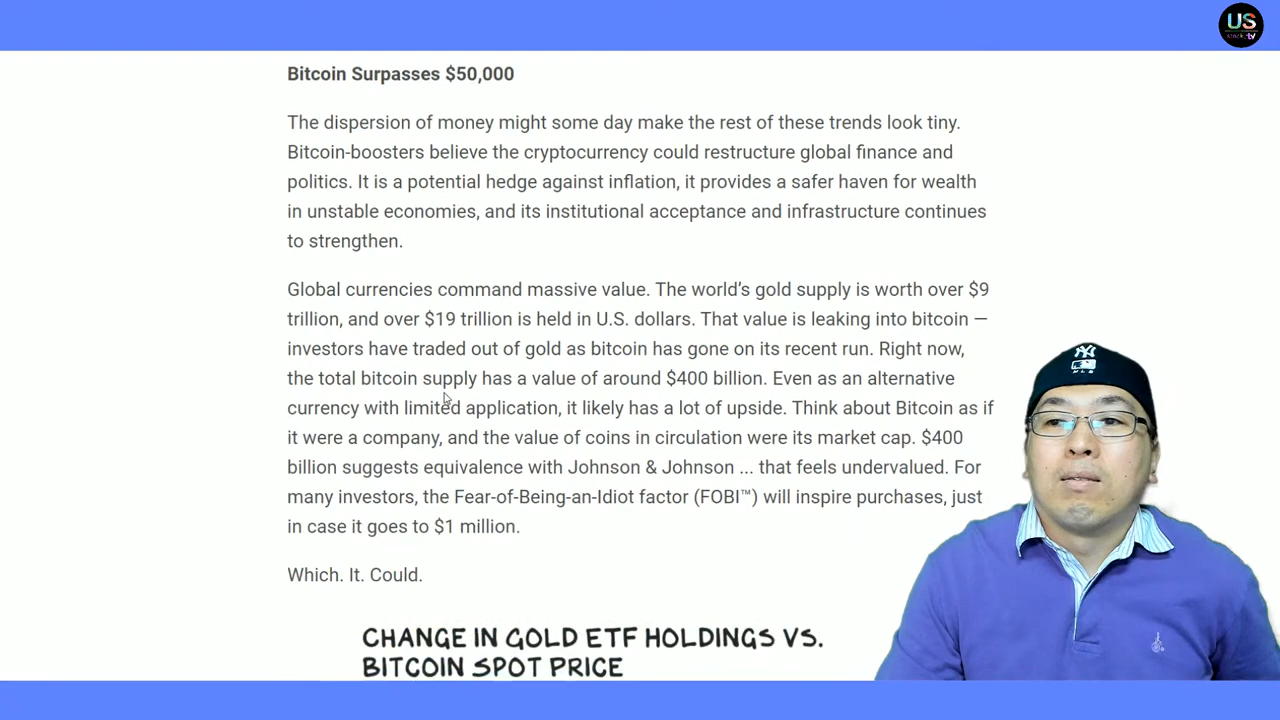 US
stock.tv
Bitcoin Surpasses $50,000
The dispersion of money might some day make the rest of these trends look tiny.
Bitcoin-boosters believe the cryptocurrency could restructure global finance and
politics. It is a potential hedge against inflation, it provides a safer haven for wealth
in unstable economies, and its institutional acceptance and infrastructure continues
to strengthen.
Global currencies command massive value. The world’s gold supply is worth over $9
trillion, and over $19 trillion is held in U.S. dollars. That value is leaking into bitcoin —
investors have traded out of gold as bitcoin has gone on its recent run. Right now,
the total bitcoin supply has a value of around $400 billion. Even as an alternative
currency with limited application, it likely has a lot of upside. Think about Bitcoin as if
it were a company, and the value of coins in circulation were its market cap. $400
billion suggests equivalence with Johnson & Johnson ... that feels undervalued. For
many investors, the Fear-of-Being-an-Idiot factor (FOBI™) will inspire purchases, just
in case it goes to $1 million.
Which. It. Could.
CHANGE IN GOLD ETF HOLDINGS VS.
BITCOIN SPOT PRICE